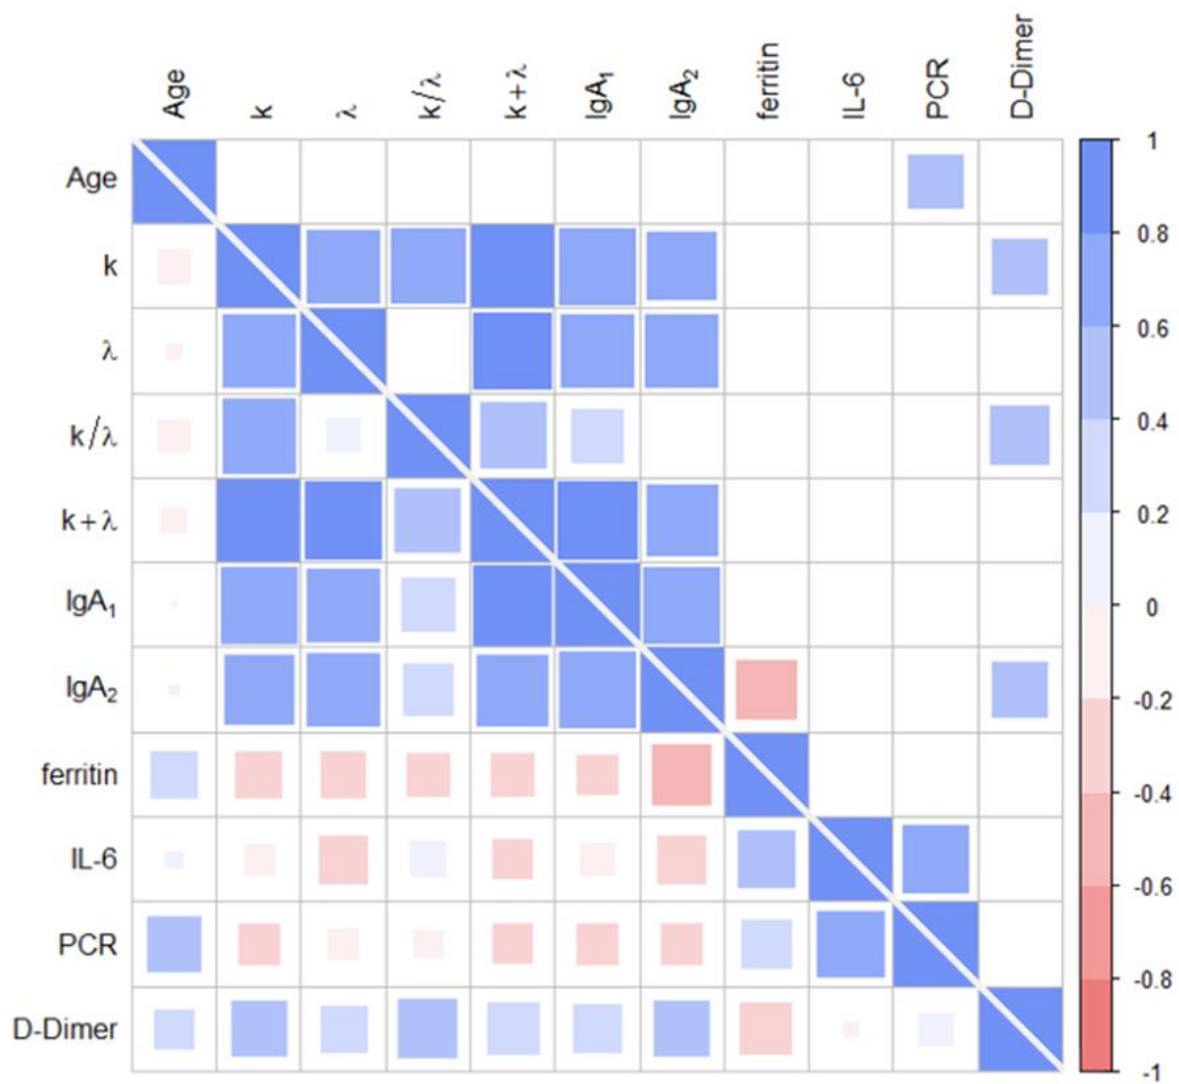 Age k λ k/λ k+λ IgA₁ IgA₂ ferritin IL-6 PCR D-Dimer
Age
k
λ
k/λ
k+λ
IgA₁
IgA₂
ferritin
IL-6
PCR
D-Dimer
1
0.8
0.6
0.4
0.2
0
-0.2
-0.4
-0.6
-0.8
-1